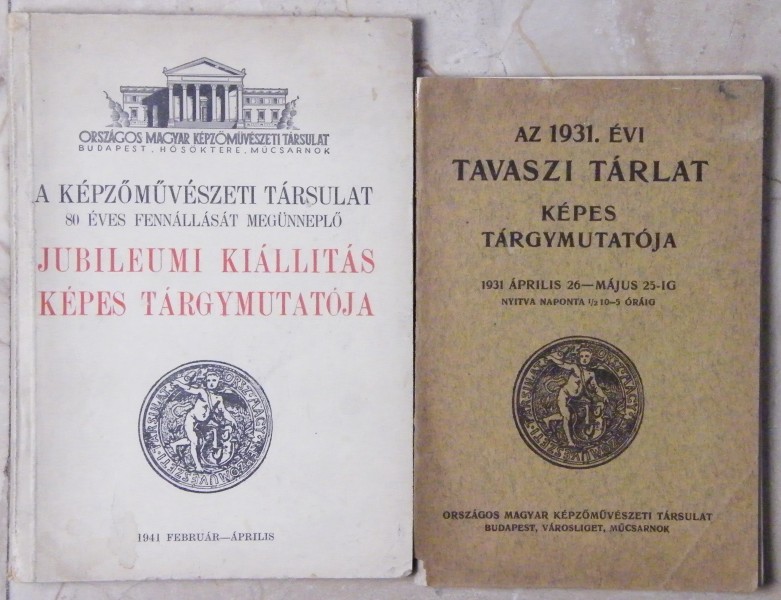 ORSZÁGOS MAGYAR KÉPZŐMŰVÉSZETI TÁRSULAT
BUDAPEST, HŐSÖKTERE, MŰCSARNOK
A KÉPZŐMŰVÉSZETI TÁRSULAT
80 ÉVES FENNÁLLÁSÁT MEGÜNNEPLŐ
JUBILEUMI KIÁLLITÁS
KÉPES TÁRGYMUTATÓJA
1941 FEBRUÁR—ÁPRILIS
AZ 1931. ÉVI
TAVASZI TÁRLAT
KÉPES
TÁRGYMUTATÓJA
1931 ÁPRILIS 26—MÁJUS 25-IG
NYITVA NAPONTA ½ 10—5 ÓRÁIG
ORSZÁGOS MAGYAR KÉPZŐMŰVÉSZETI TÁRSULAT
BUDAPEST, VÁROSLIGET, MŰCSARNOK